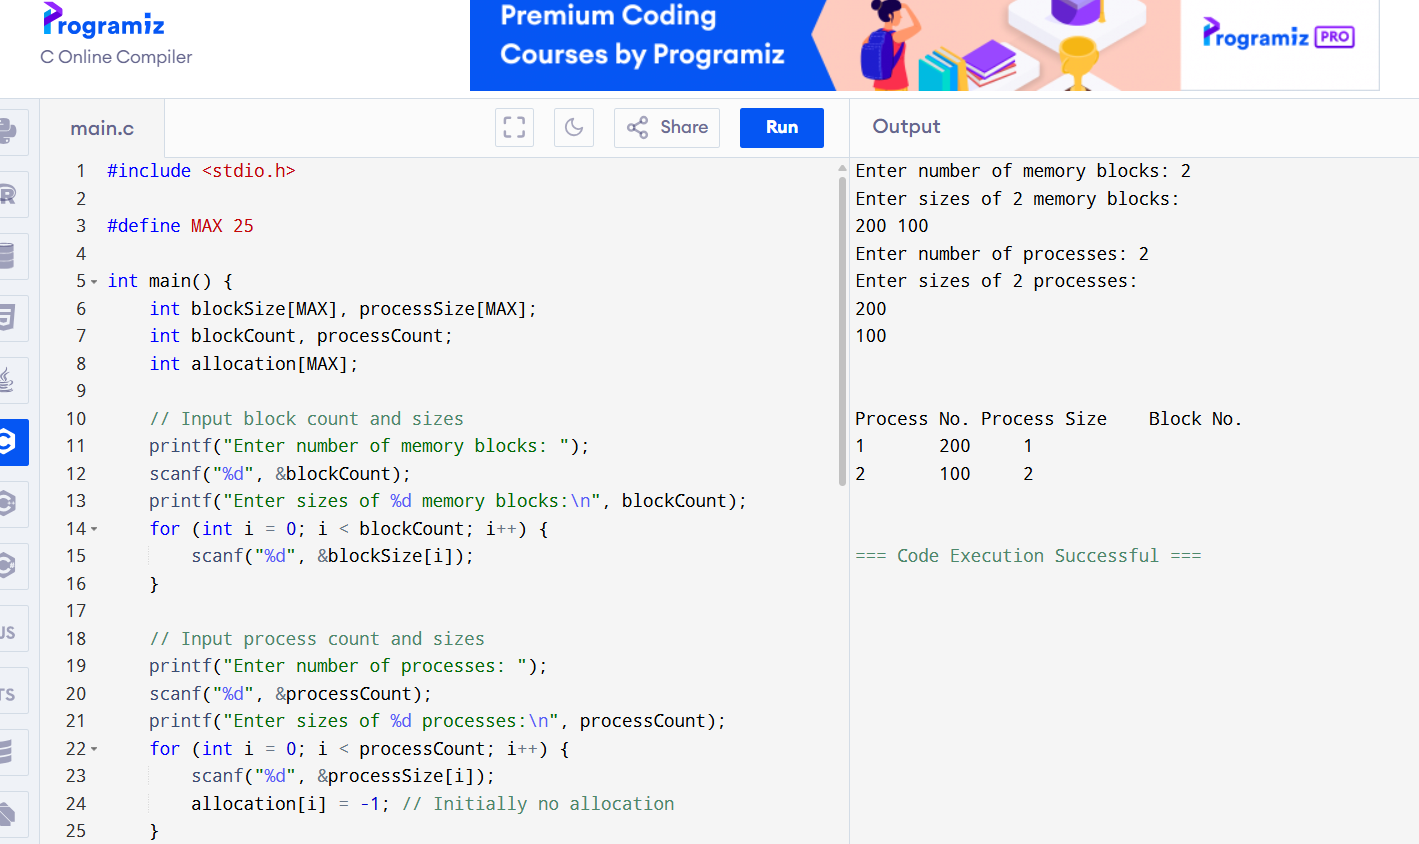 Programiz
C Online Compiler
Premium Coding
Courses by Programiz
Programiz PRO
main.c
Share
Run
Output
1 #include <stdio.h>
2
3 #define MAX 25
4
5 int main() {
6     int blockSize[MAX], processSize[MAX];
7     int blockCount, processCount;
8     int allocation[MAX];
9
10     // Input block count and sizes
11     printf("Enter number of memory blocks: ");
12     scanf("%d", &blockCount);
13     printf("Enter sizes of %d memory blocks:\n", blockCount);
14     for (int i = 0; i < blockCount; i++) {
15         scanf("%d", &blockSize[i]);
16     }
17
18     // Input process count and sizes
19     printf("Enter number of processes: ");
20     scanf("%d", &processCount);
21     printf("Enter sizes of %d processes:\n", processCount);
22     for (int i = 0; i < processCount; i++) {
23         scanf("%d", &processSize[i]);
24         allocation[i] = -1; // Initially no allocation
25     }
Enter number of memory blocks: 2
Enter sizes of 2 memory blocks:
200 100
Enter number of processes: 2
Enter sizes of 2 processes:
200
100
Process No. Process Size    Block No.
1       200     1
2       100     2
=== Code Execution Successful ===
R
JS
TS